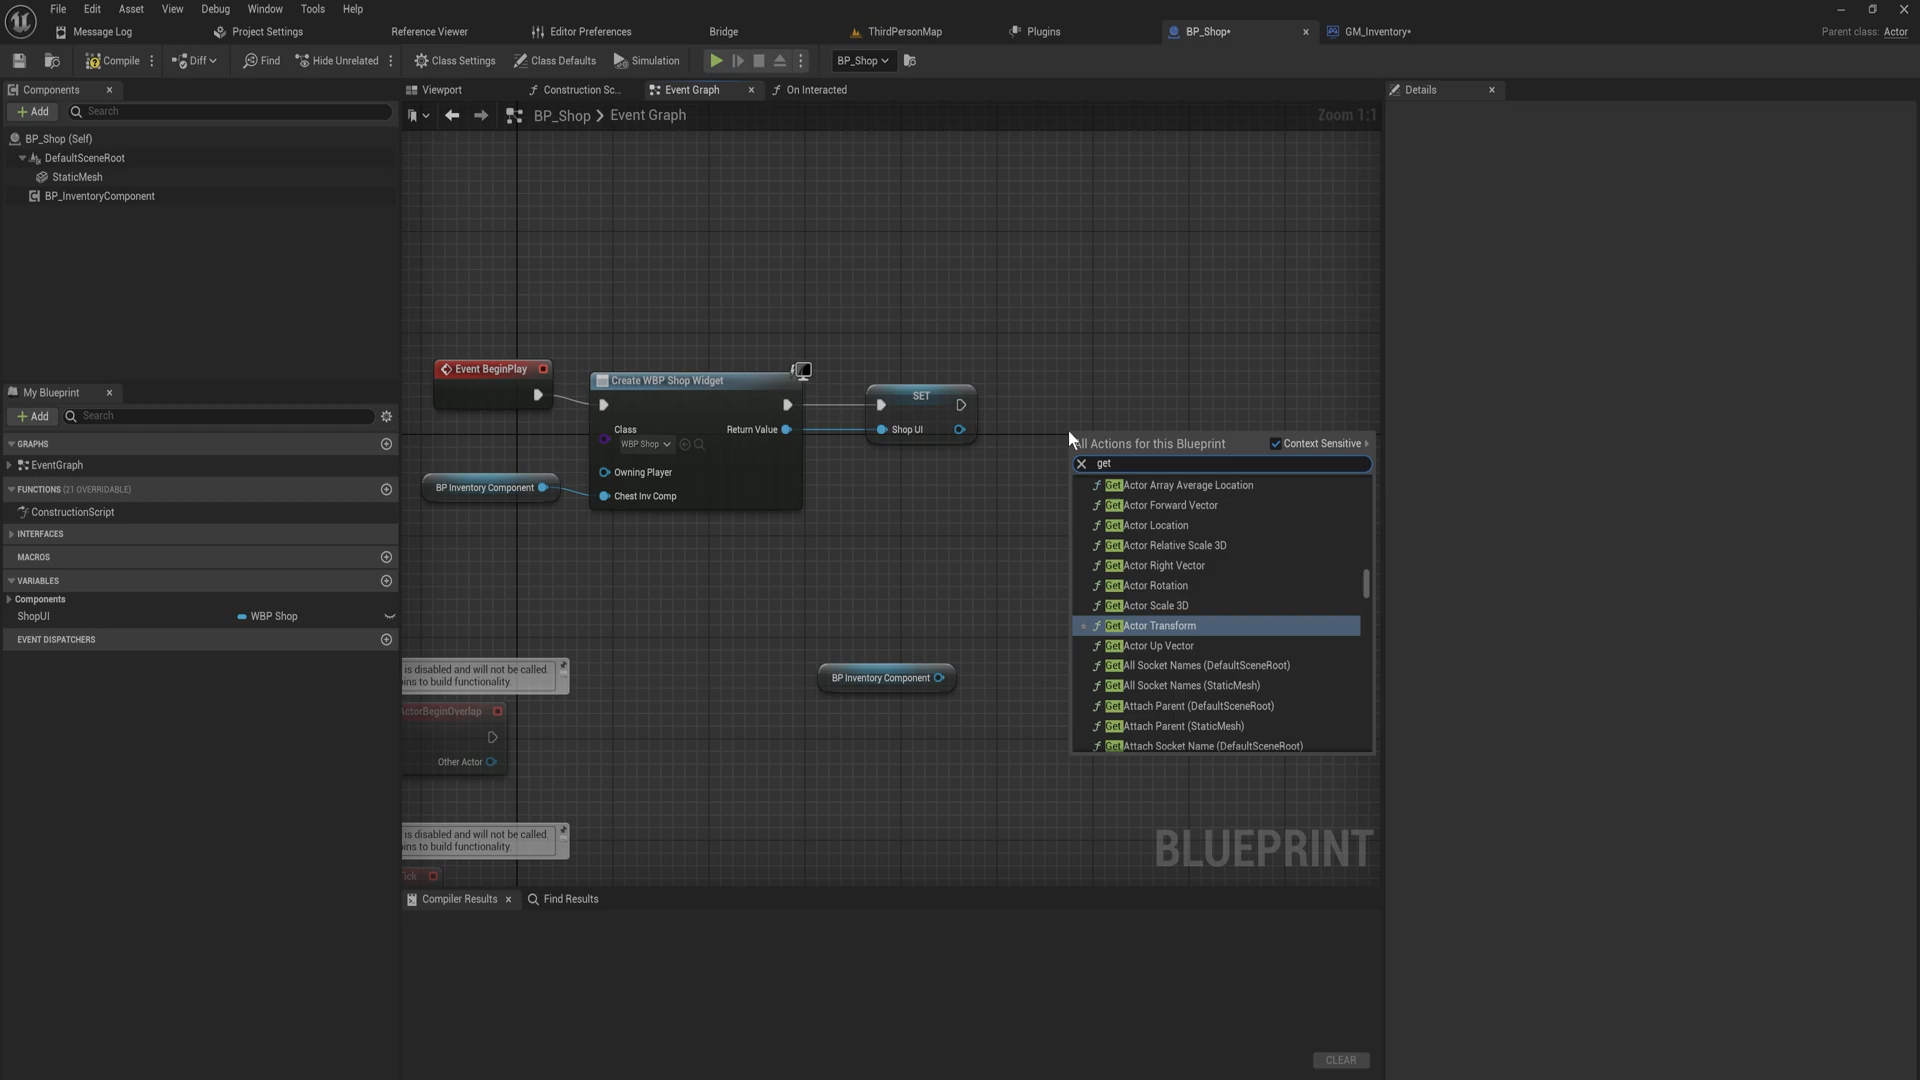 File Edit Asset View Debug Window Tools Help
Message Log Project Settings Reference Viewer Editor Preferences Bridge ThirdPersonMap Plugins BP_Shop* GM_Inventory* Parent class: Actor
Compile Diff Find Hide Unrelated Class Settings Class Defaults Simulation BP_Shop
Components
Add Search
BP_Shop (Self)
DefaultSceneRoot
StaticMesh
BP_InventoryComponent
My Blueprint
Add Search
GRAPHS
EventGraph
FUNCTIONS (21 OVERRIDABLE)
ConstructionScript
INTERFACES
MACROS
VARIABLES
Components
ShopUI WBP Shop
EVENT DISPATCHERS
Viewport Construction Sc... Event Graph On Interacted
BP_Shop > Event Graph Zoom 1:1
Event BeginPlay
Create WBP Shop Widget
Class
WBP Shop
Return Value
Owning Player
Chest Inv Comp
BP Inventory Component
SET
Shop UI
BP Inventory Component
is disabled and will not be called.
ins to build functionality.
ActorBeginOverlap
Other Actor
is disabled and will not be called.
ins to build functionality.
ick
All Actions for this Blueprint Context Sensitive
get
Get Actor Array Average Location
Get Actor Forward Vector
Get Actor Location
Get Actor Relative Scale 3D
Get Actor Right Vector
Get Actor Rotation
Get Actor Scale 3D
Get Actor Transform
Get Actor Up Vector
Get All Socket Names (DefaultSceneRoot)
Get All Socket Names (StaticMesh)
Get Attach Parent (DefaultSceneRoot)
Get Attach Parent (StaticMesh)
Get Attach Socket Name (DefaultSceneRoot)
BLUEPRINT
Compiler Results Find Results
CLEAR
Details